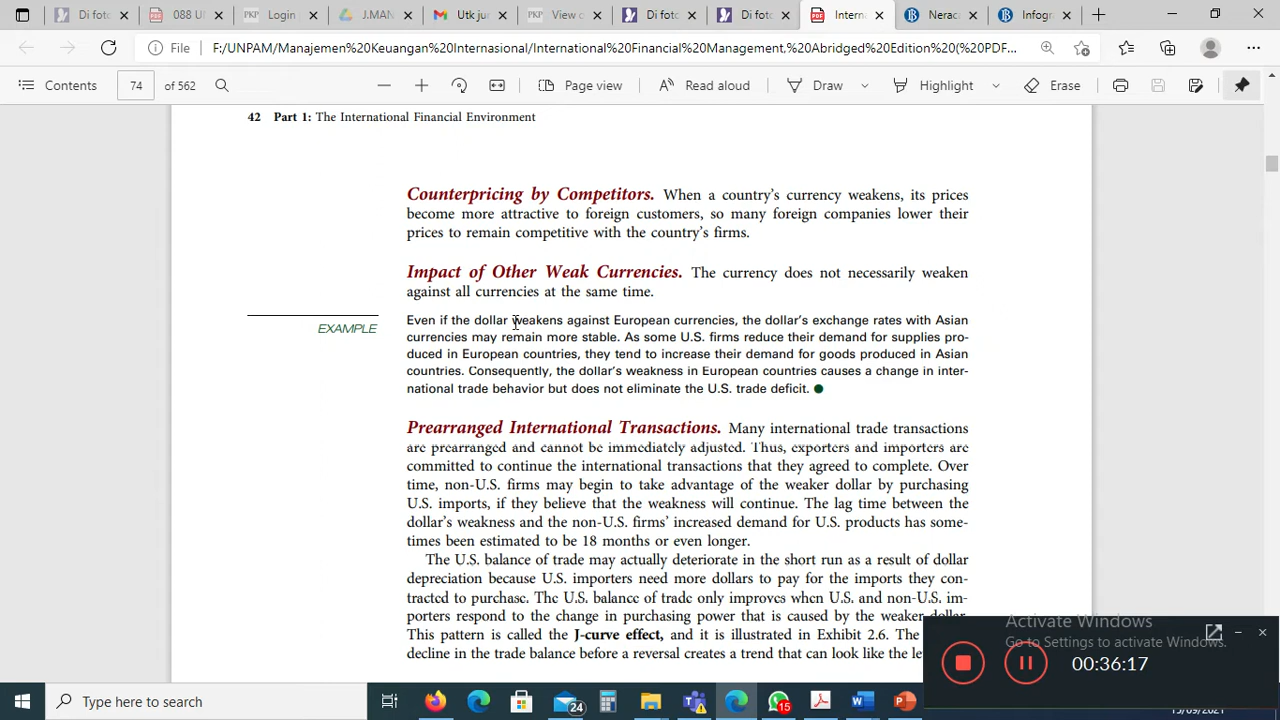 Di foto
088 U
PKP Login
J.MAN
Utk ju
PKP View c
Di foto
Di foto
Intern
Neraca
Infogr
File
F:/UNPAM/Manajemen%20Keuangan%20Internasional/International%20Financial%20Management,%20Abridged%20Edition%20(%20PDF...
Contents
74
of 562
Page view
Read aloud
Draw
Highlight
Erase
42 Part 1: The International Financial Environment
Counterpricing by Competitors. When a country's currency weakens, its prices
become more attractive to foreign customers, so many foreign companies lower their
prices to remain competitive with the country's firms.
Impact of Other Weak Currencies. The currency does not necessarily weaken
against all currencies at the same time.
EXAMPLE
Even if the dollar weakens against European currencies, the dollar's exchange rates with Asian
currencies may remain more stable. As some U.S. firms reduce their demand for supplies pro-
duced in European countries, they tend to increase their demand for goods produced in Asian
countries. Consequently, the dollar's weakness in European countries causes a change in inter-
national trade behavior but does not eliminate the U.S. trade deficit.
Prearranged International Transactions. Many international trade transactions
are prearranged and cannot be immediately adjusted. Thus, exporters and importers are
committed to continue the international transactions that they agreed to complete. Over
time, non-U.S. firms may begin to take advantage of the weaker dollar by purchasing
U.S. imports, if they believe that the weakness will continue. The lag time between the
dollar's weakness and the non-U.S. firms' increased demand for U.S. products has some-
times been estimated to be 18 months or even longer.
The U.S. balance of trade may actually deteriorate in the short run as a result of dollar
depreciation because U.S. importers need more dollars to pay for the imports they con-
tracted to purchase. The U.S. balance of trade only improves when U.S. and non-U.S. im-
porters respond to the change in purchasing power that is caused by the weaker dollar.
This pattern is called the J-curve effect, and it is illustrated in Exhibit 2.6. The
decline in the trade balance before a reversal creates a trend that can look like the le
Activate Windows
Go to Settings to activate Windows.
00:36:17
Type here to search
24
15
15/09/2021